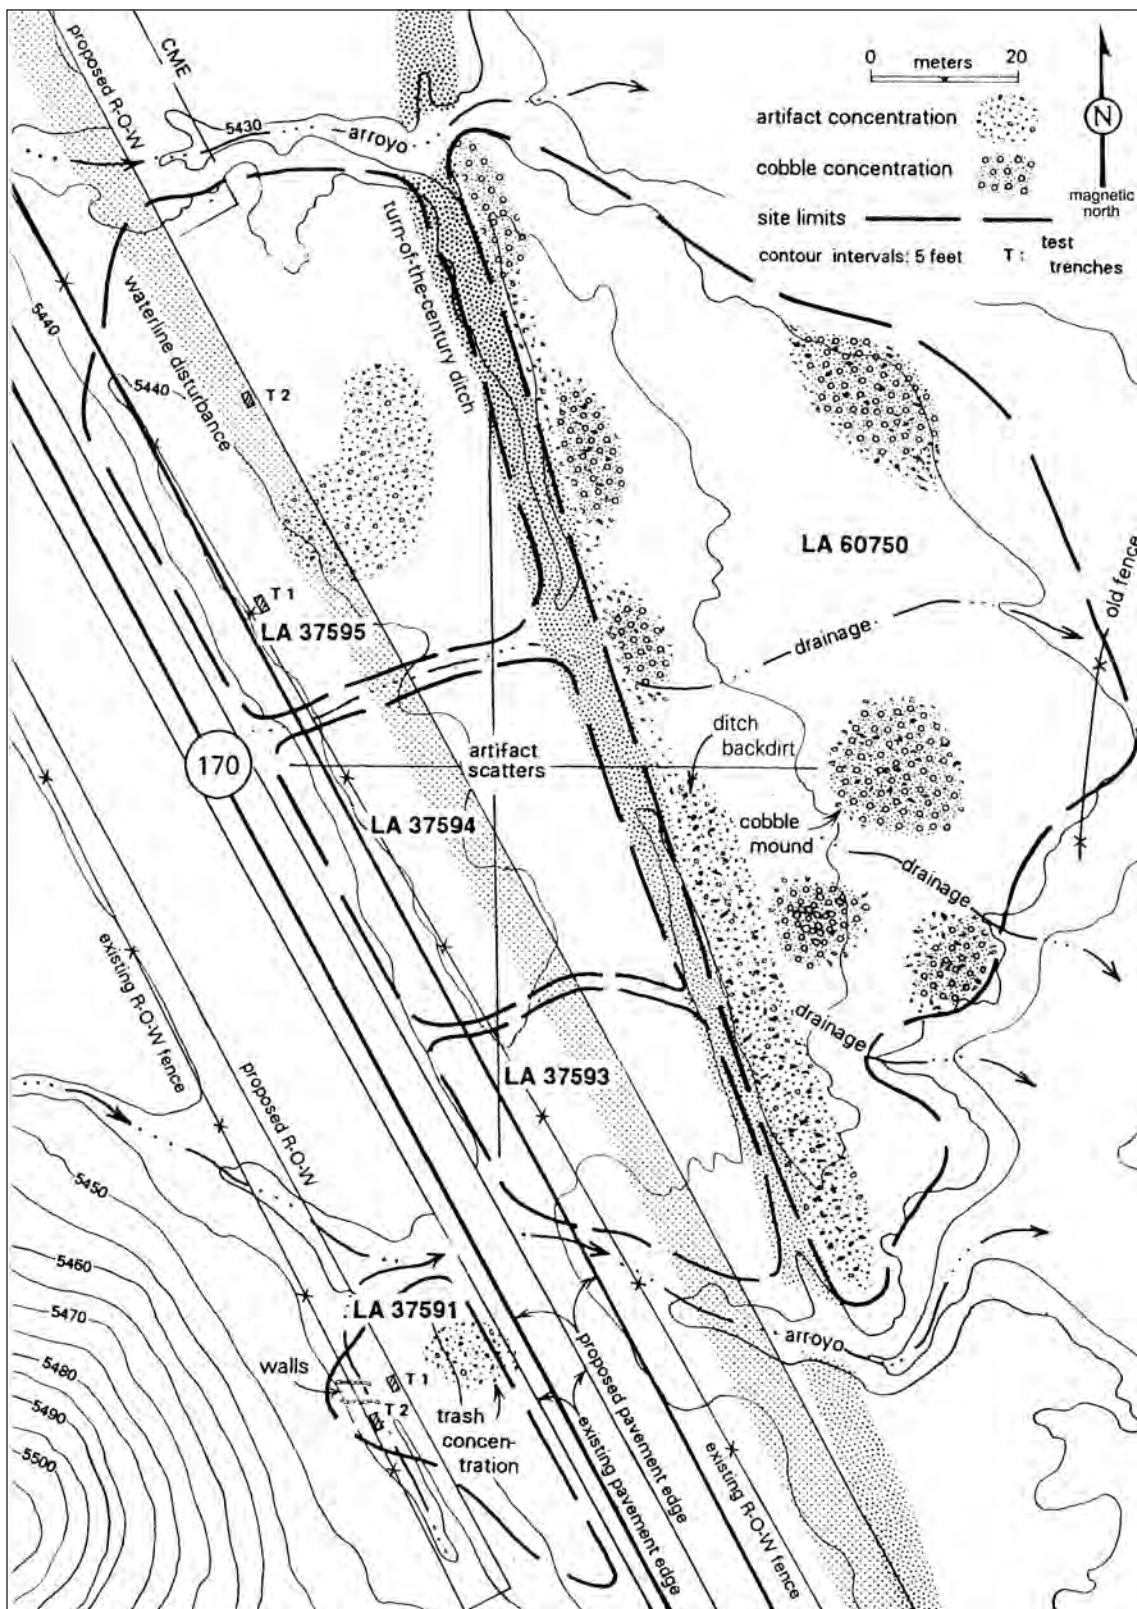 proposed R-O-W
CME
0 meters 20
artifact concentration
cobble concentration
site limits
contour intervals: 5 feet
T: test
trenches
N
magnetic
north
5430
arroyo
turn-of-the-century ditch
waterline disturbance
5440
5440
T 2
LA 60750
old fence
T 1
LA 37595
drainage
ditch
backdirt
artifact
scatters
170
LA 37594
cobble
mound
drainage
existing R-O-W fence
proposed R-O-W
drainage
LA 37593
5450
5460
5470
5480
5490
5500
LA 37591
walls
T 1
T 2
trash
concen-
tration
proposed pavement edge
existing pavement edge
existing R-O-W fence
arroyo